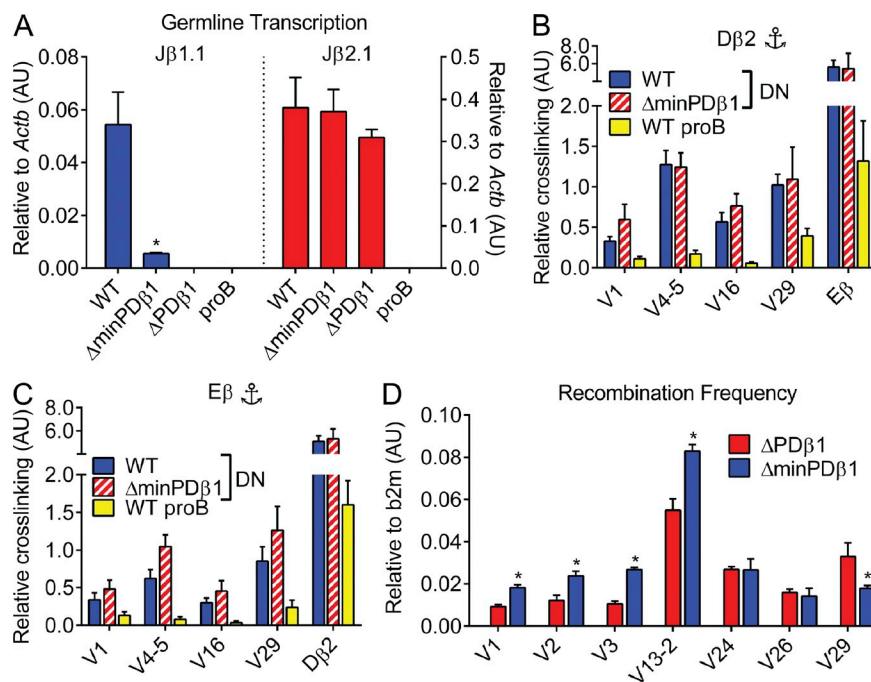 A
Germline Transcription
Jβ1.1
Jβ2.1
Relative to Actb (AU)
0.08
0.06
0.04
0.02
0.00
*
0.5
0.4
0.3
0.2
0.1
0.0
Relative to Actb (AU)
WT
ΔminPDβ1
ΔPDβ1
proB
WT
ΔminPDβ1
ΔPDβ1
proB
B
Dβ2
Relative crosslinking (AU)
8.0
6.0
4.0
2.0
1.5
1.0
0.5
0.0
WT
ΔminPDβ1
DN
WT proB
V1
V4-5
V16
V29
Eβ
C
Eβ
Relative crosslinking (AU)
8.0
6.0
4.0
2.0
1.5
1.0
0.5
0.0
WT
ΔminPDβ1
DN
WT proB
V1
V4-5
V16
V29
Dβ2
D
Recombination Frequency
Relative to b2m (AU)
0.10
0.08
0.06
0.04
0.02
0.00
ΔPDβ1
ΔminPDβ1
*
*
*
*
*
V1
V2
V3
V13-2
V24
V26
V29